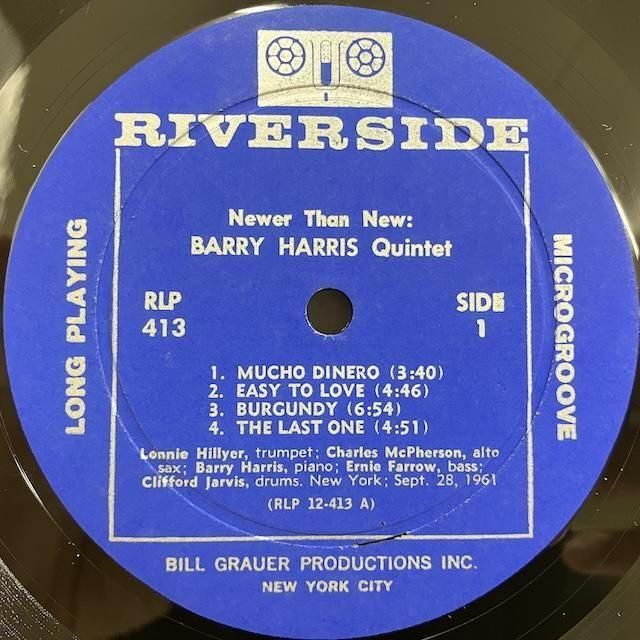 RIVERSIDE
Newer Than New:
BARRY HARRIS Quintet
RLP
413
SIDE
1
LONG PLAYING
MICROGROOVE
1. MUCHO DINERO (3:40)
2. EASY TO LOVE (4:46)
3. BURGUNDY (6:54)
4. THE LAST ONE (4:51)
Lonnie Hillyer, trumpet; Charles McPherson, alto
sax; Barry Harris, piano; Ernie Farrow, bass;
Clifford Jarvis, drums. New York; Sept. 28, 1961
(RLP 12-413 A)
BILL GRAUER PRODUCTIONS INC.
NEW YORK CITY